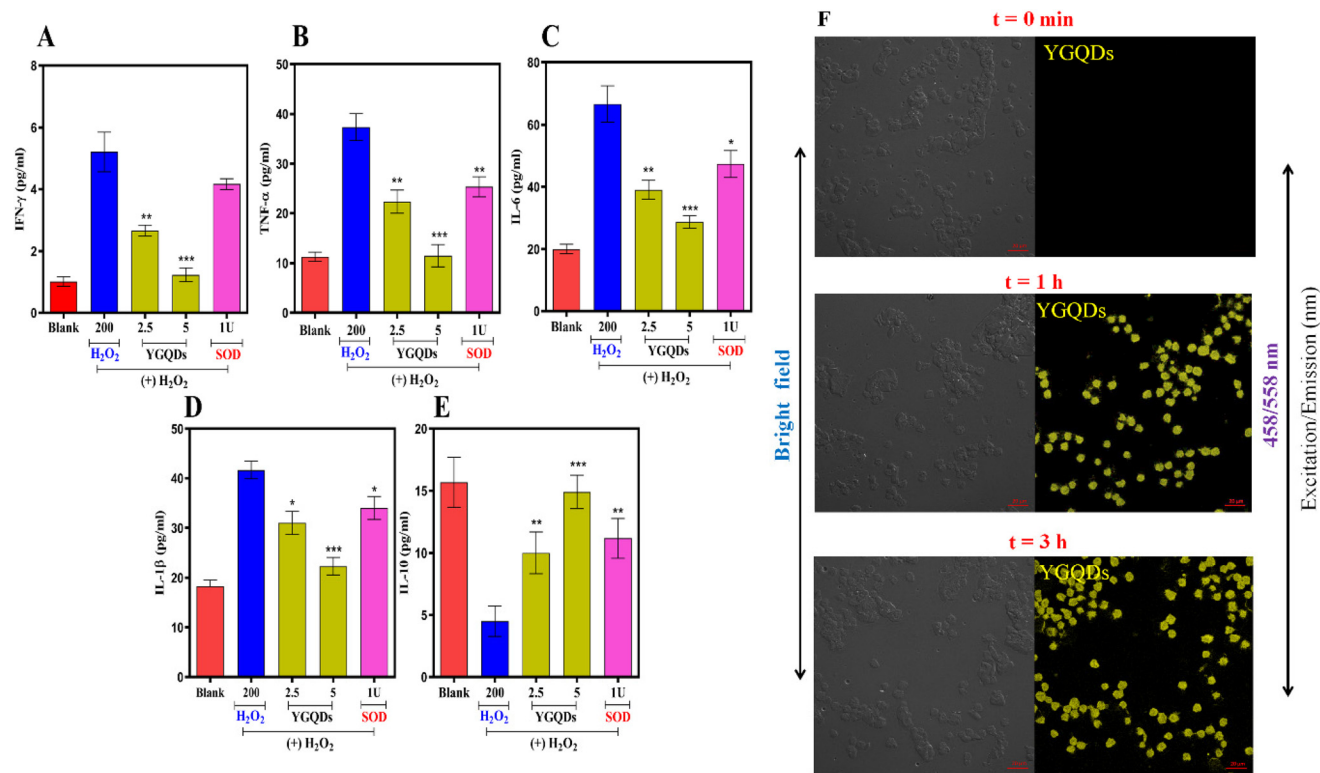 A
IFN-γ (pg/ml)
8
6
4
2
0
**
***
Blank 200 2.5 5 1U
H₂O₂ YGQDs SOD
(+) H₂O₂
B
TNF-α (pg/ml)
50
40
30
20
10
0
**
***
**
Blank 200 2.5 5 1U
H₂O₂ YGQDs SOD
(+) H₂O₂
C
IL-6 (pg/ml)
80
60
40
20
0
**
***
*
Blank 200 2.5 5 1U
H₂O₂ YGQDs SOD
(+) H₂O₂
D
IL-1β (pg/ml)
50
40
30
20
10
0
*
***
*
Blank 200 2.5 5 1U
H₂O₂ YGQDs SOD
(+) H₂O₂
E
IL-10 (pg/ml)
20
15
10
5
0
**
***
**
Blank 200 2.5 5 1U
H₂O₂ YGQDs SOD
(+) H₂O₂
F
t = 0 min
YGQDs
t = 1 h
YGQDs
20 µm
t = 3 h
YGQDs
20 µm
Bright field
458/558 nm
Excitation/Emission (nm)